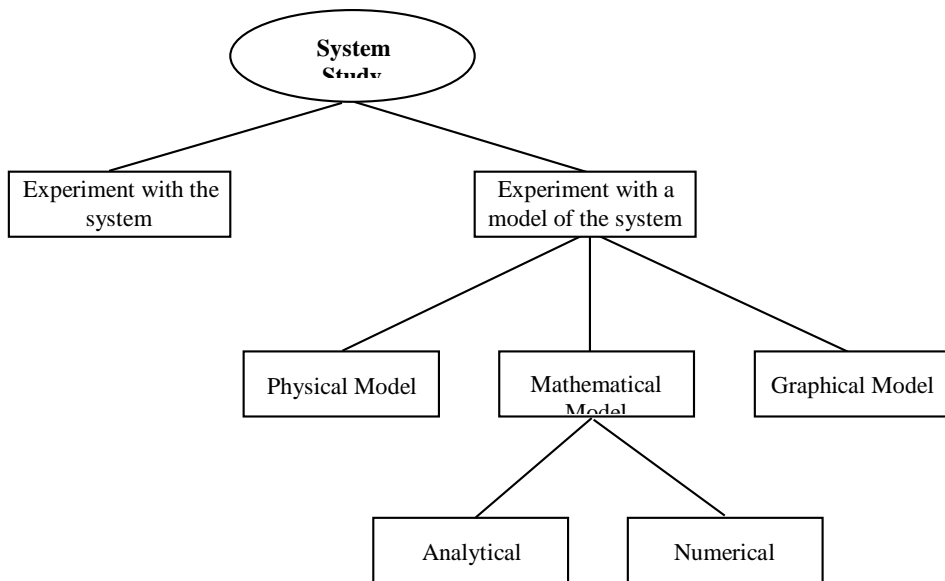 System
Study
Experiment with the
system
Experiment with a
model of the system
Physical Model
Mathematical
Model
Graphical Model
Analytical
Numerical